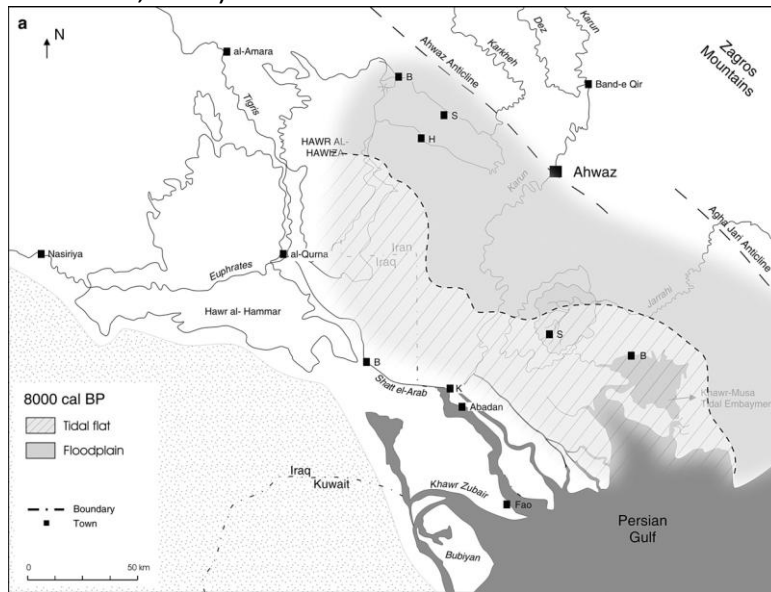 a
N
al-Amara
Tigris
Ahwaz Anticline
Karkheh
Dez
Karun
Band-e Qir
Zagros
Mountains
B
S
H
HAWR AL-
HAWIZA
Karun
Ahwaz
Agha Jari Anticline
Nasiriya
Euphrates
al-Qurna
Iran
Iraq
Hawr al- Hammar
Jarrahi
S
B
B
Shatt el-Arab
K
Abadan
Khawr-Musa
Tidal Embaymen
8000 cal BP
Tidal flat
Floodplain
Iraq
Kuwait
Khawr Zubair
Fao
Boundary
Town
Bubiyan
Persian
Gulf
0
50 km